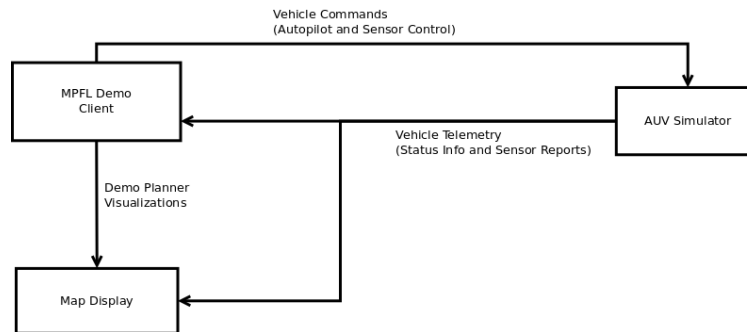 Vehicle Commands
(Autopilot and Sensor Control)
MPFL Demo
Client
AUV Simulator
Vehicle Telemetry
(Status Info and Sensor Reports)
Demo Planner
Visualizations
Map Display